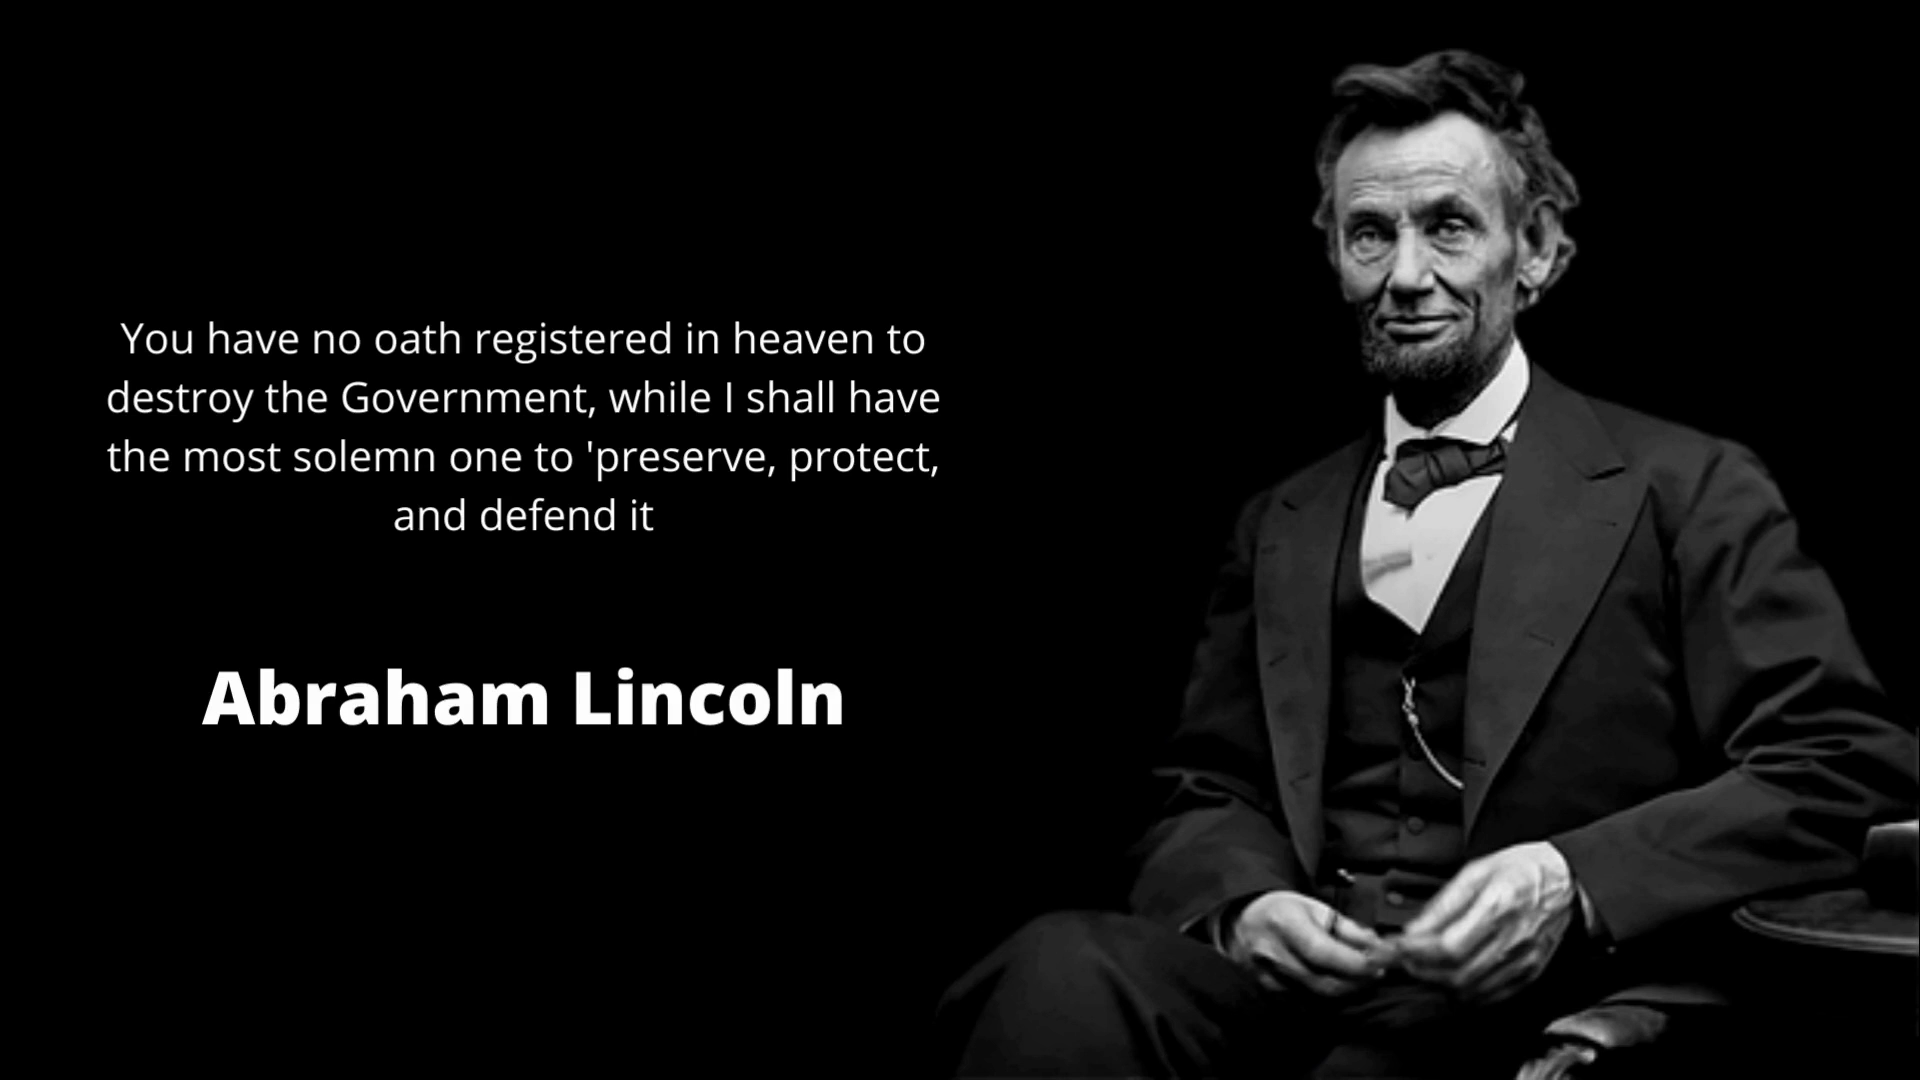 You have no oath registered in heaven to
destroy the Government, while I shall have
the most solemn one to 'preserve, protect,
and defend it
Abraham Lincoln